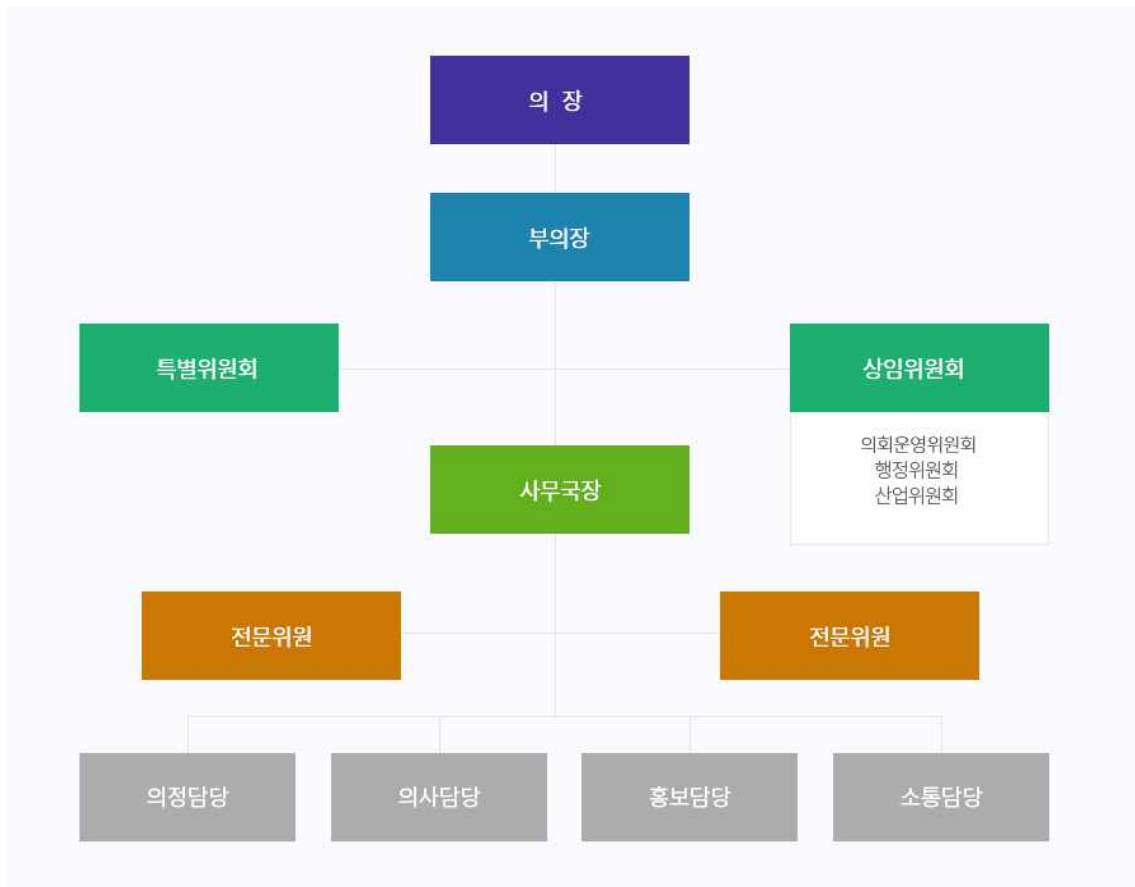 의 장
부의장
특별위원회
상임위원회
의회운영위원회
행정위원회
산업위원회
사무국장
전문위원
전문위원
의정담당
의사담당
홍보담당
소통담당